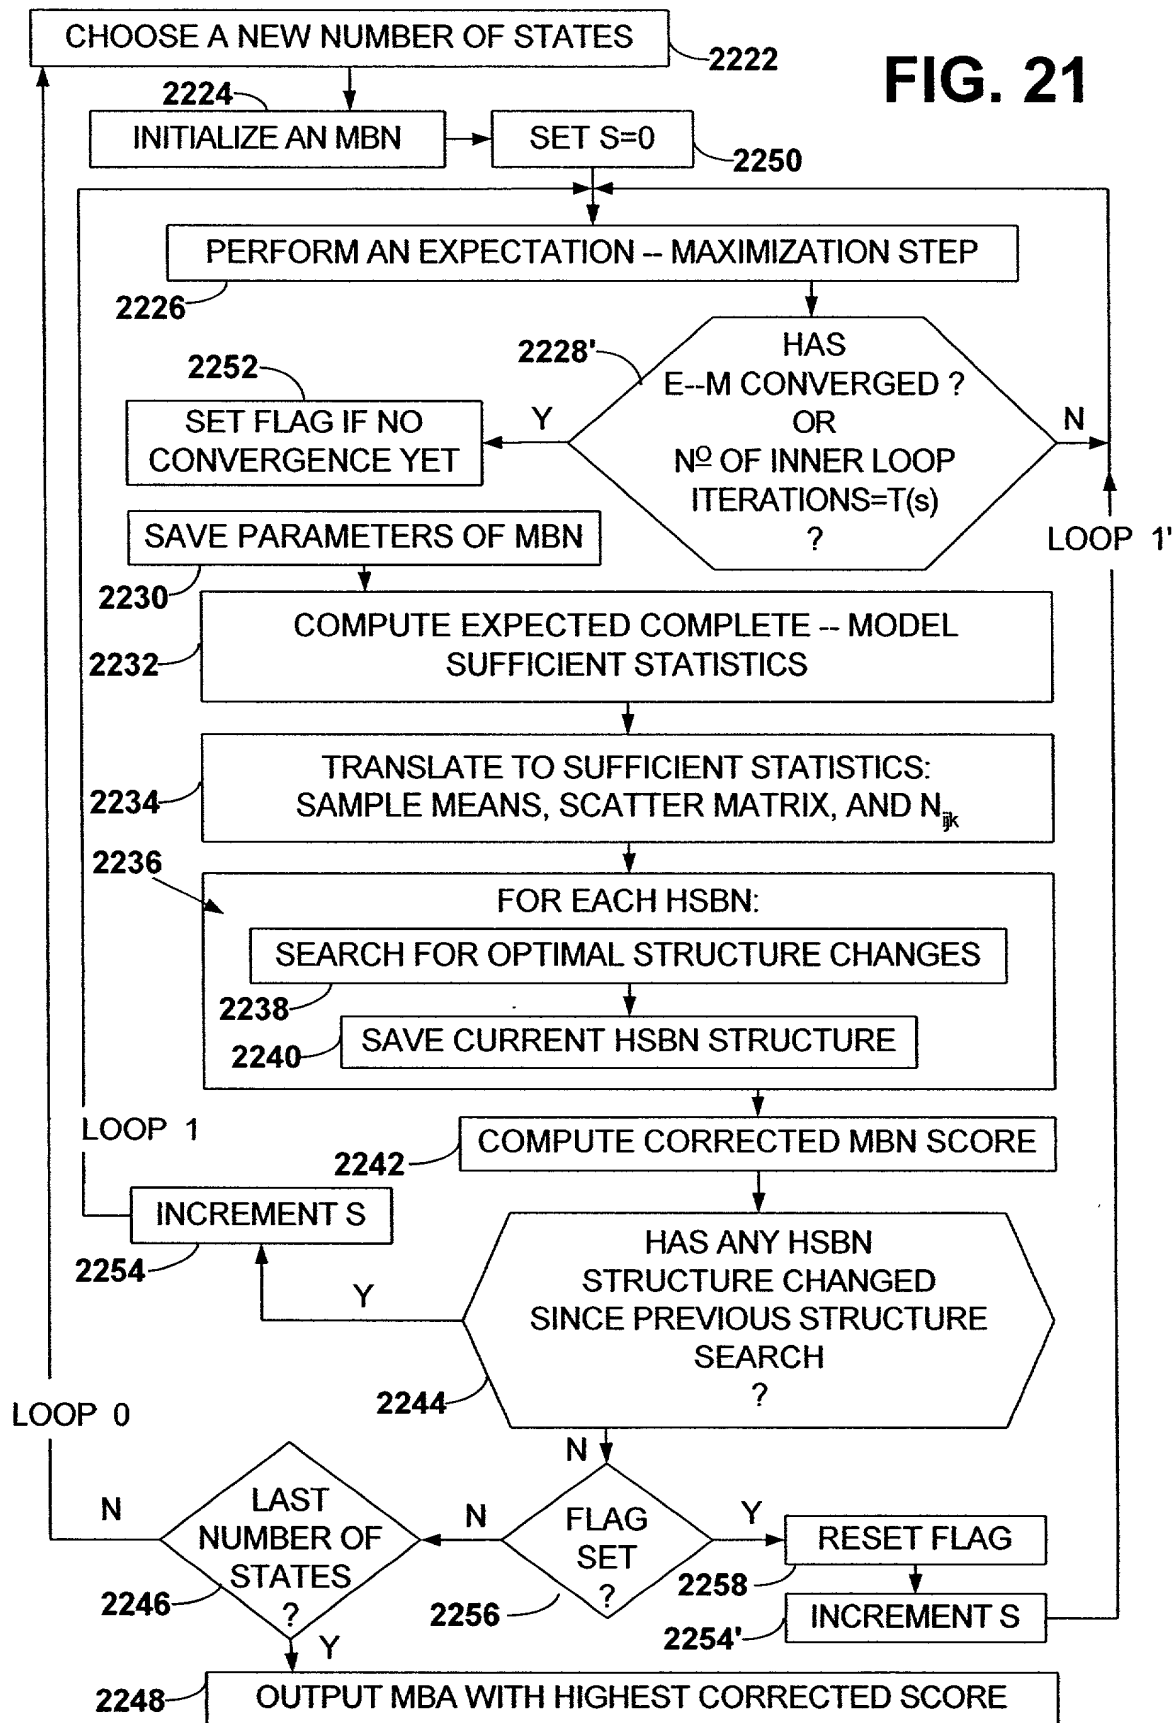 CHOOSE A NEW NUMBER OF STATES
2222
FIG. 21
2224
INITIALIZE AN MBN
SET S=0
2250
PERFORM AN EXPECTATION -- MAXIMIZATION STEP
2226
2228'
HAS
E--M CONVERGED ?
OR
Nº OF INNER LOOP
ITERATIONS=T(s)
?
Y
N
2252
SET FLAG IF NO
CONVERGENCE YET
LOOP 1'
SAVE PARAMETERS OF MBN
2230
COMPUTE EXPECTED COMPLETE -- MODEL
SUFFICIENT STATISTICS
2232
TRANSLATE TO SUFFICIENT STATISTICS:
SAMPLE MEANS, SCATTER MATRIX, AND Nijk
2234
2236
FOR EACH HSBN:
SEARCH FOR OPTIMAL STRUCTURE CHANGES
2238
SAVE CURRENT HSBN STRUCTURE
2240
LOOP 1
COMPUTE CORRECTED MBN SCORE
2242
INCREMENT S
2254
HAS ANY HSBN
STRUCTURE CHANGED
SINCE PREVIOUS STRUCTURE
SEARCH
?
Y
2244
LOOP 0
N
LAST
NUMBER OF
STATES
?
N
2246
FLAG
SET
?
N
Y
2256
RESET FLAG
2258
INCREMENT S
2254'
Y
OUTPUT MBA WITH HIGHEST CORRECTED SCORE
2248